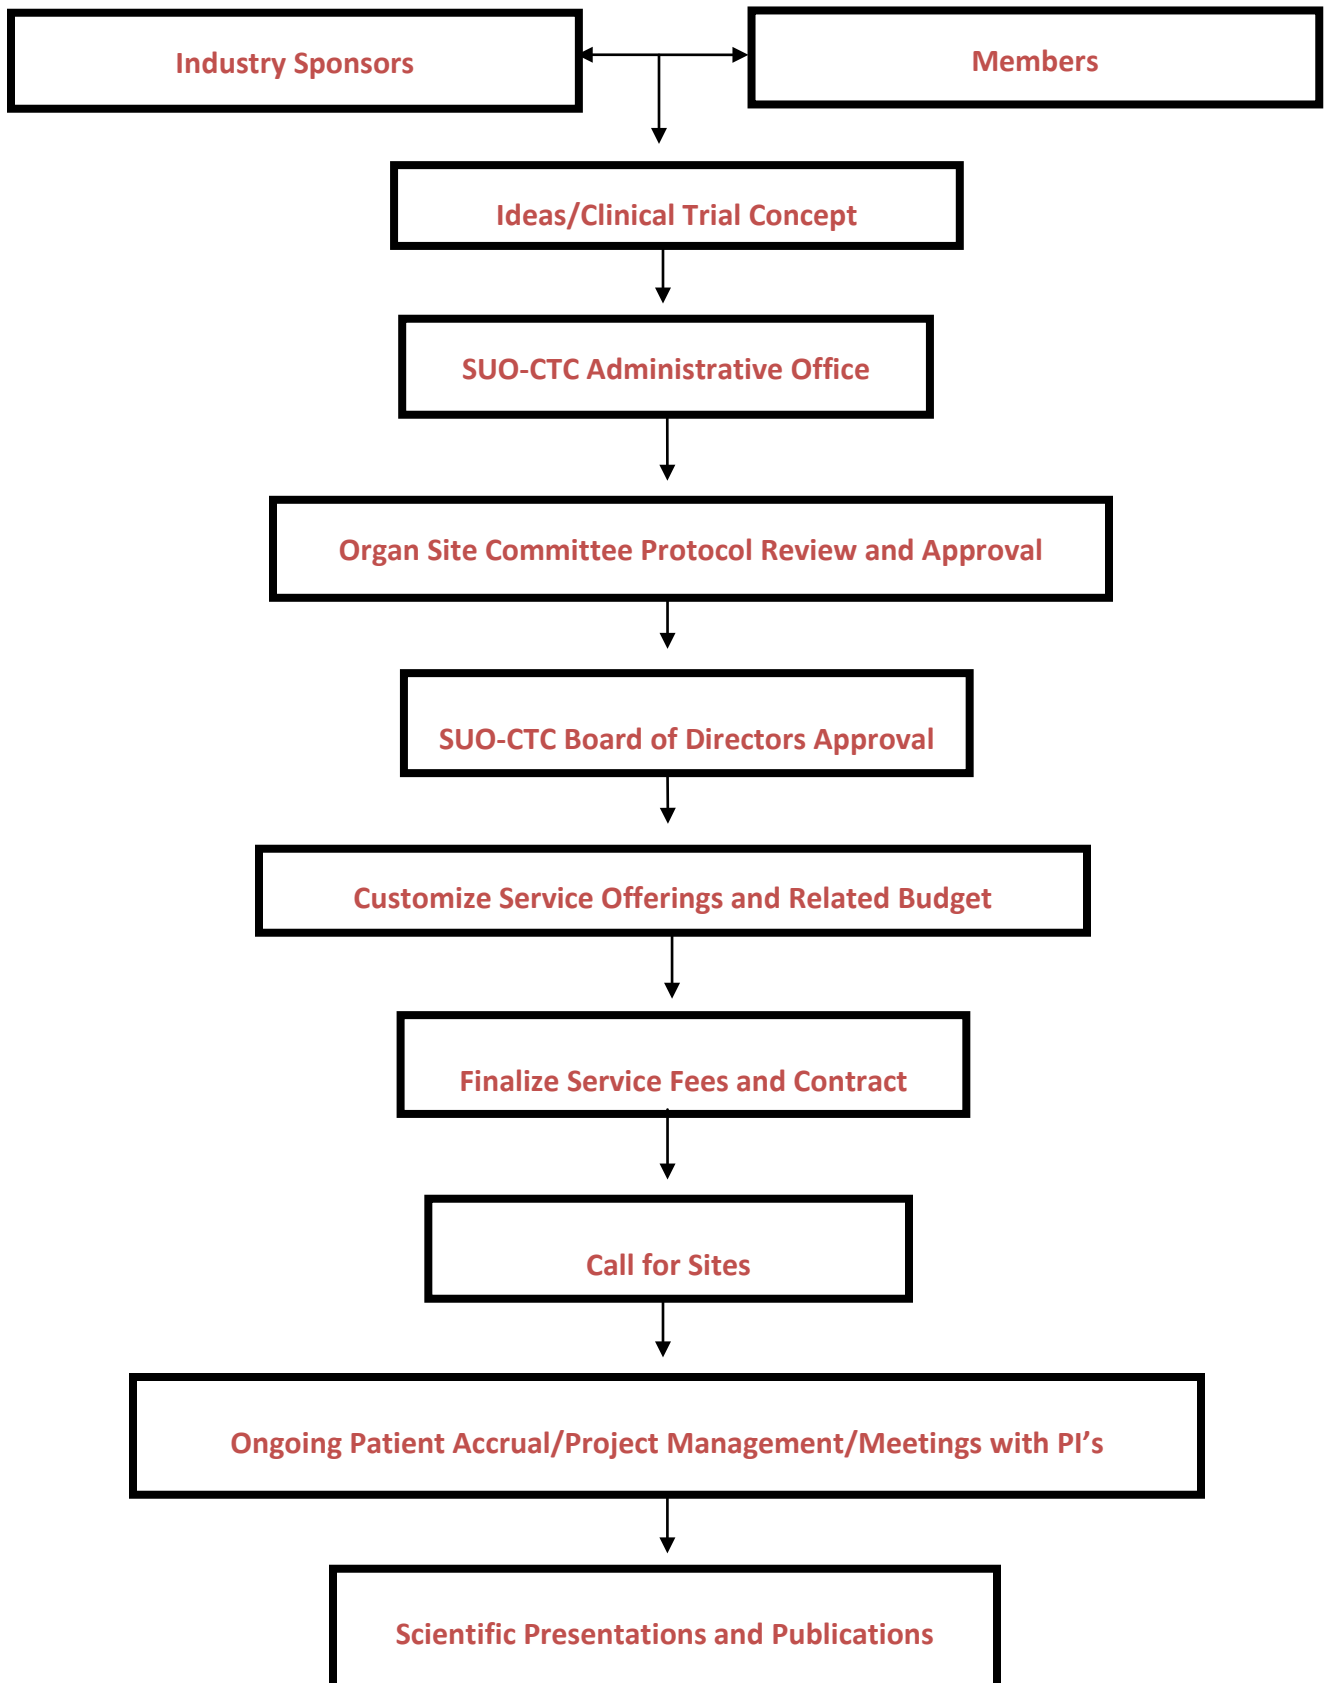 Industry Sponsors
Members
Ideas/Clinical Trial Concept
SUO-CTC Administrative Office
Organ Site Committee Protocol Review and Approval
SUO-CTC Board of Directors Approval
Customize Service Offerings and Related Budget
Finalize Service Fees and Contract
Call for Sites
Ongoing Patient Accrual/Project Management/Meetings with PI’s
Scientific Presentations and Publications